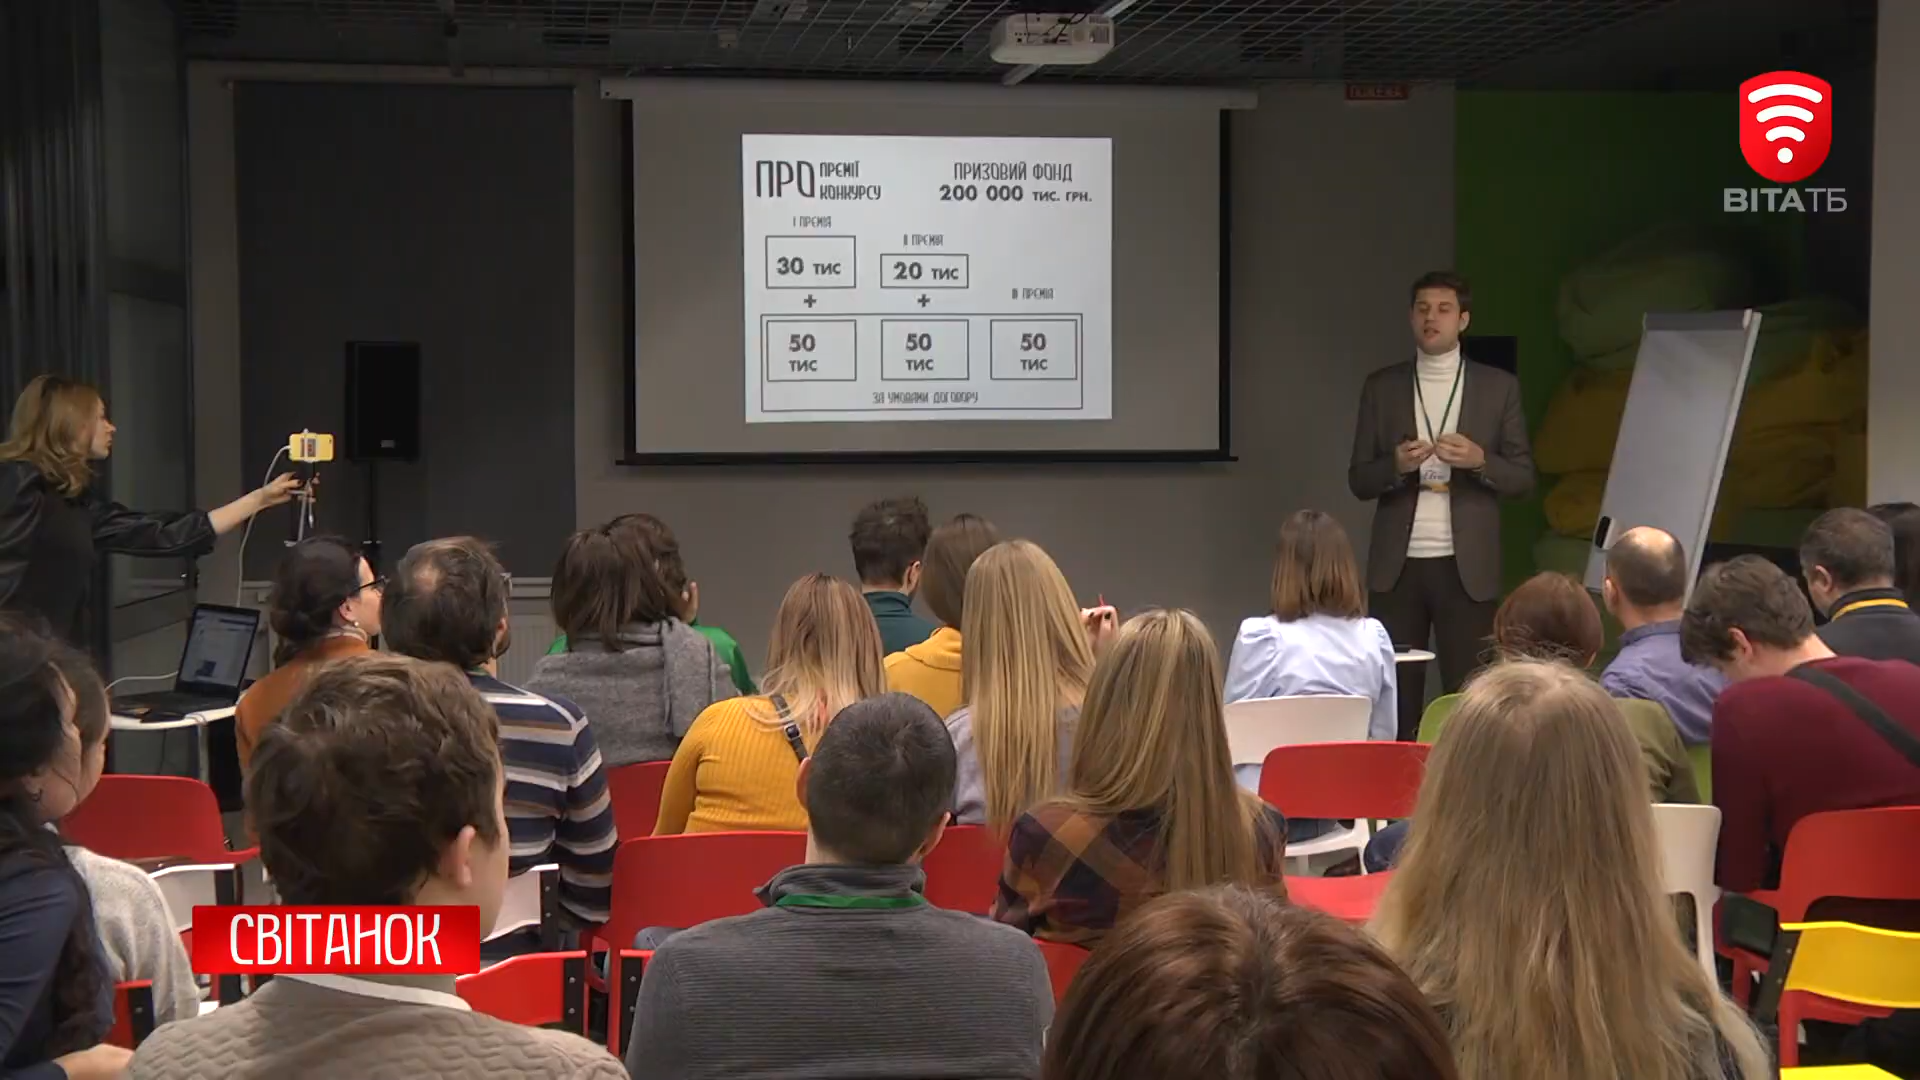 ПРО ПРЕМІЇ КОНКУРСУ
ПРИЗОВИЙ ФОНД
200 000 ТИС. ГРН.
І ПРЕМІЯ
30 ТИС
+
ІІ ПРЕМІЯ
20 ТИС
+
ІІІ ПРЕМІЯ
50 ТИС
50 ТИС
50 ТИС
ЗА УМОВАМИ ДОГОВОРУ
ВІТАТБ
СВІТАНОК